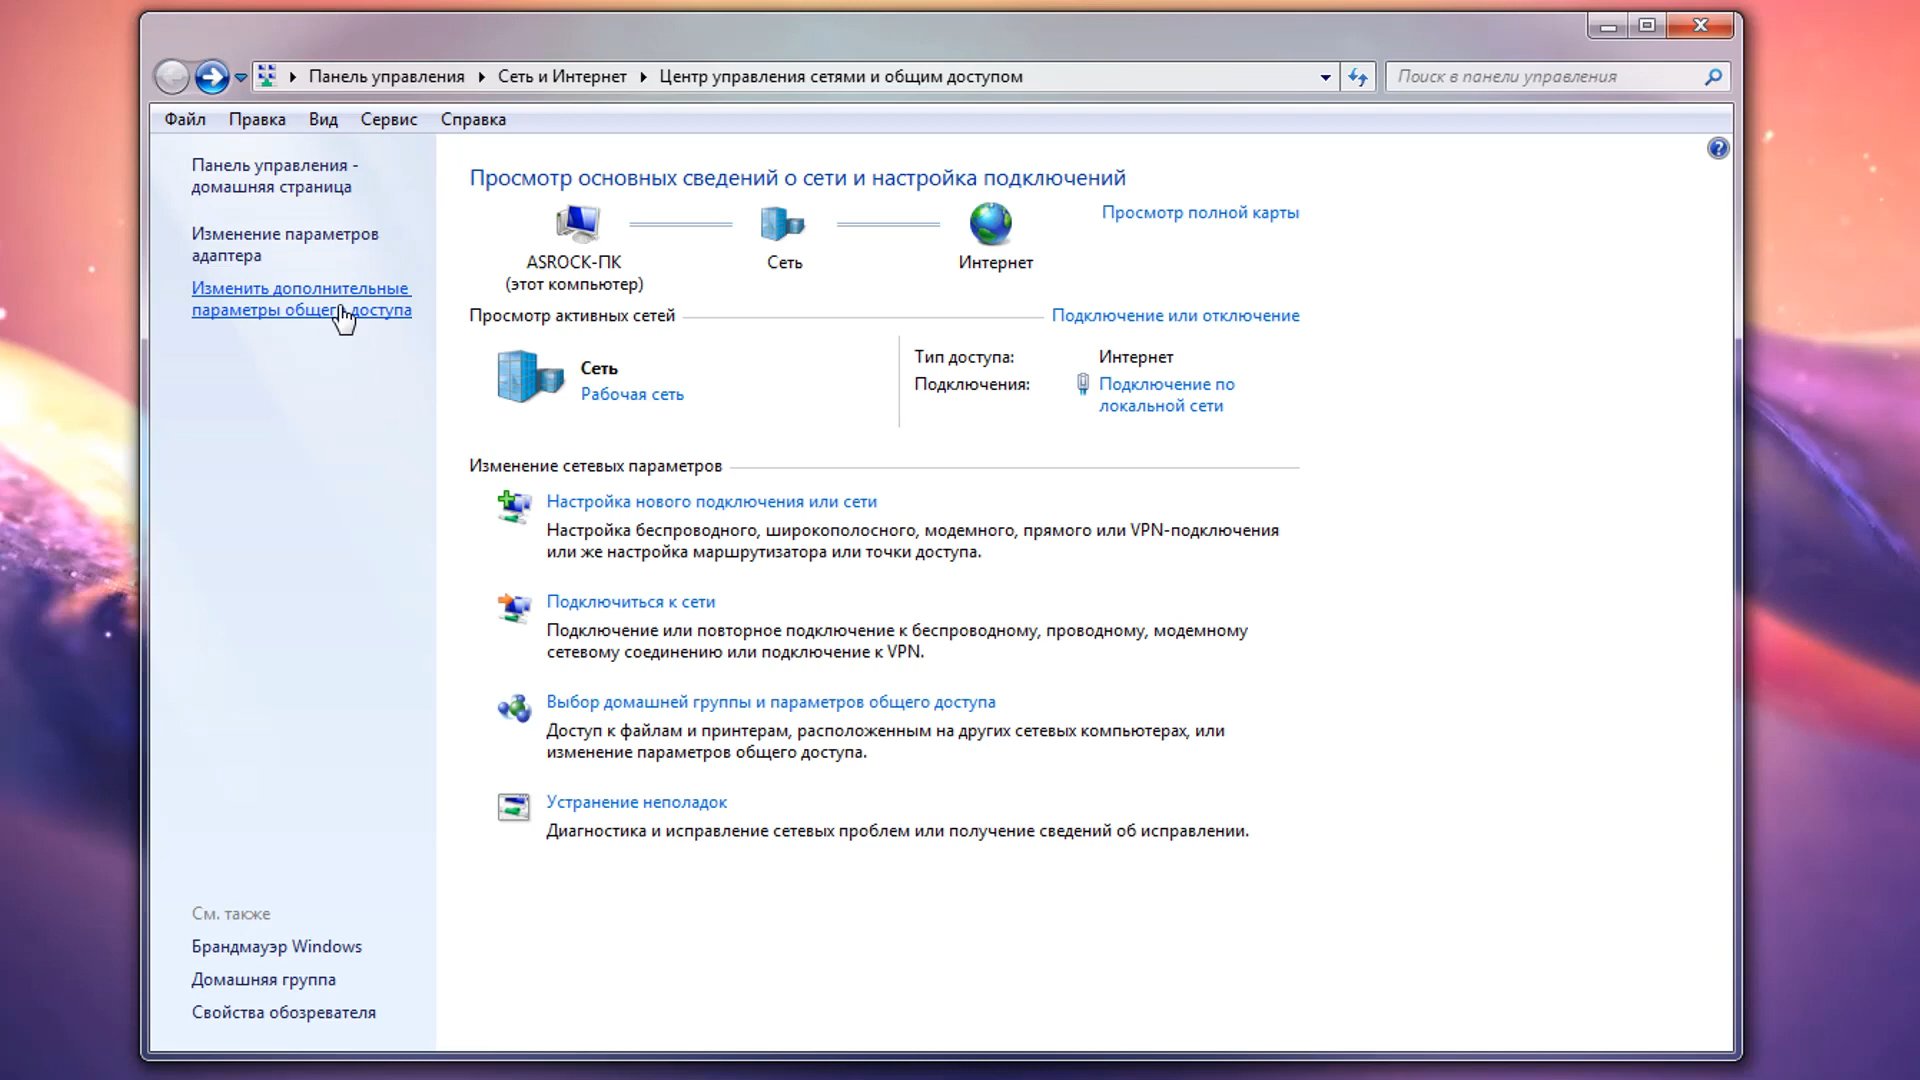 Панель управления
Сеть и Интернет
Центр управления сетями и общим доступом
Поиск в панели управления
Файл
Правка
Вид
Сервис
Справка
Панель управления -
домашняя страница
Изменение параметров
адаптера
Изменить дополнительные
параметры общего доступа
Просмотр основных сведений о сети и настройка подключений
Просмотр полной карты
ASROCK-ПК
(этот компьютер)
Сеть
Интернет
Просмотр активных сетей
Подключение или отключение
Сеть
Рабочая сеть
Тип доступа:
Интернет
Подключения:
Подключение по
локальной сети
Изменение сетевых параметров
Настройка нового подключения или сети
Настройка беспроводного, широкополосного, модемного, прямого или VPN-подключения
или же настройка маршрутизатора или точки доступа.
Подключиться к сети
Подключение или повторное подключение к беспроводному, проводному, модемному
сетевому соединению или подключение к VPN.
Выбор домашней группы и параметров общего доступа
Доступ к файлам и принтерам, расположенным на других сетевых компьютерах, или
изменение параметров общего доступа.
Устранение неполадок
Диагностика и исправление сетевых проблем или получение сведений об исправлении.
См. также
Брандмауэр Windows
Домашняя группа
Свойства обозревателя